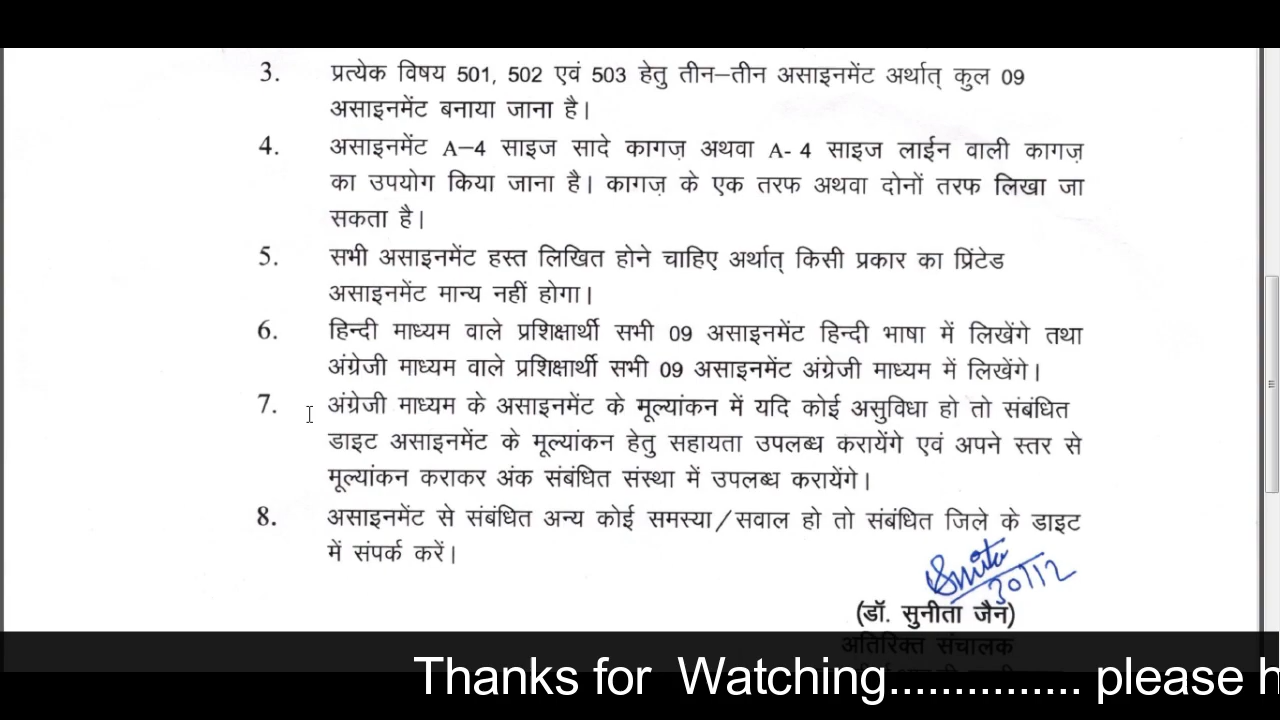 3. प्रत्येक विषय 501, 502 एवं 503 हेतु तीन–तीन असाइनमेंट अर्थात् कुल 09
असाइनमेंट बनाया जाना है।
4. असाइनमेंट A–4 साइज सादे कागज़ अथवा A- 4 साइज लाईन वाली कागज़
का उपयोग किया जाना है। कागज़ के एक तरफ अथवा दोनों तरफ लिखा जा
सकता है।
5. सभी असाइनमेंट हस्त लिखित होने चाहिए अर्थात् किसी प्रकार का प्रिंटेड
असाइनमेंट मान्य नहीं होगा।
6. हिन्दी माध्यम वाले प्रशिक्षार्थी सभी 09 असाइनमेंट हिन्दी भाषा में लिखेंगे तथा
अंग्रेजी माध्यम वाले प्रशिक्षार्थी सभी 09 असाइनमेंट अंग्रेजी माध्यम में लिखेंगे।
7. अंग्रेजी माध्यम के असाइनमेंट के मूल्यांकन में यदि कोई असुविधा हो तो संबंधित
डाइट असाइनमेंट के मूल्यांकन हेतु सहायता उपलब्ध करायेंगे एवं अपने स्तर से
मूल्यांकन कराकर अंक संबंधित संस्था में उपलब्ध करायेंगे।
8. असाइनमेंट से संबंधित अन्य कोई समस्या/सवाल हो तो संबंधित जिले के डाइट
में संपर्क करें।
30/12
(डॉ. सुनीता जैन)
अतिरिक्त संचालक
Thanks for Watching............... please h